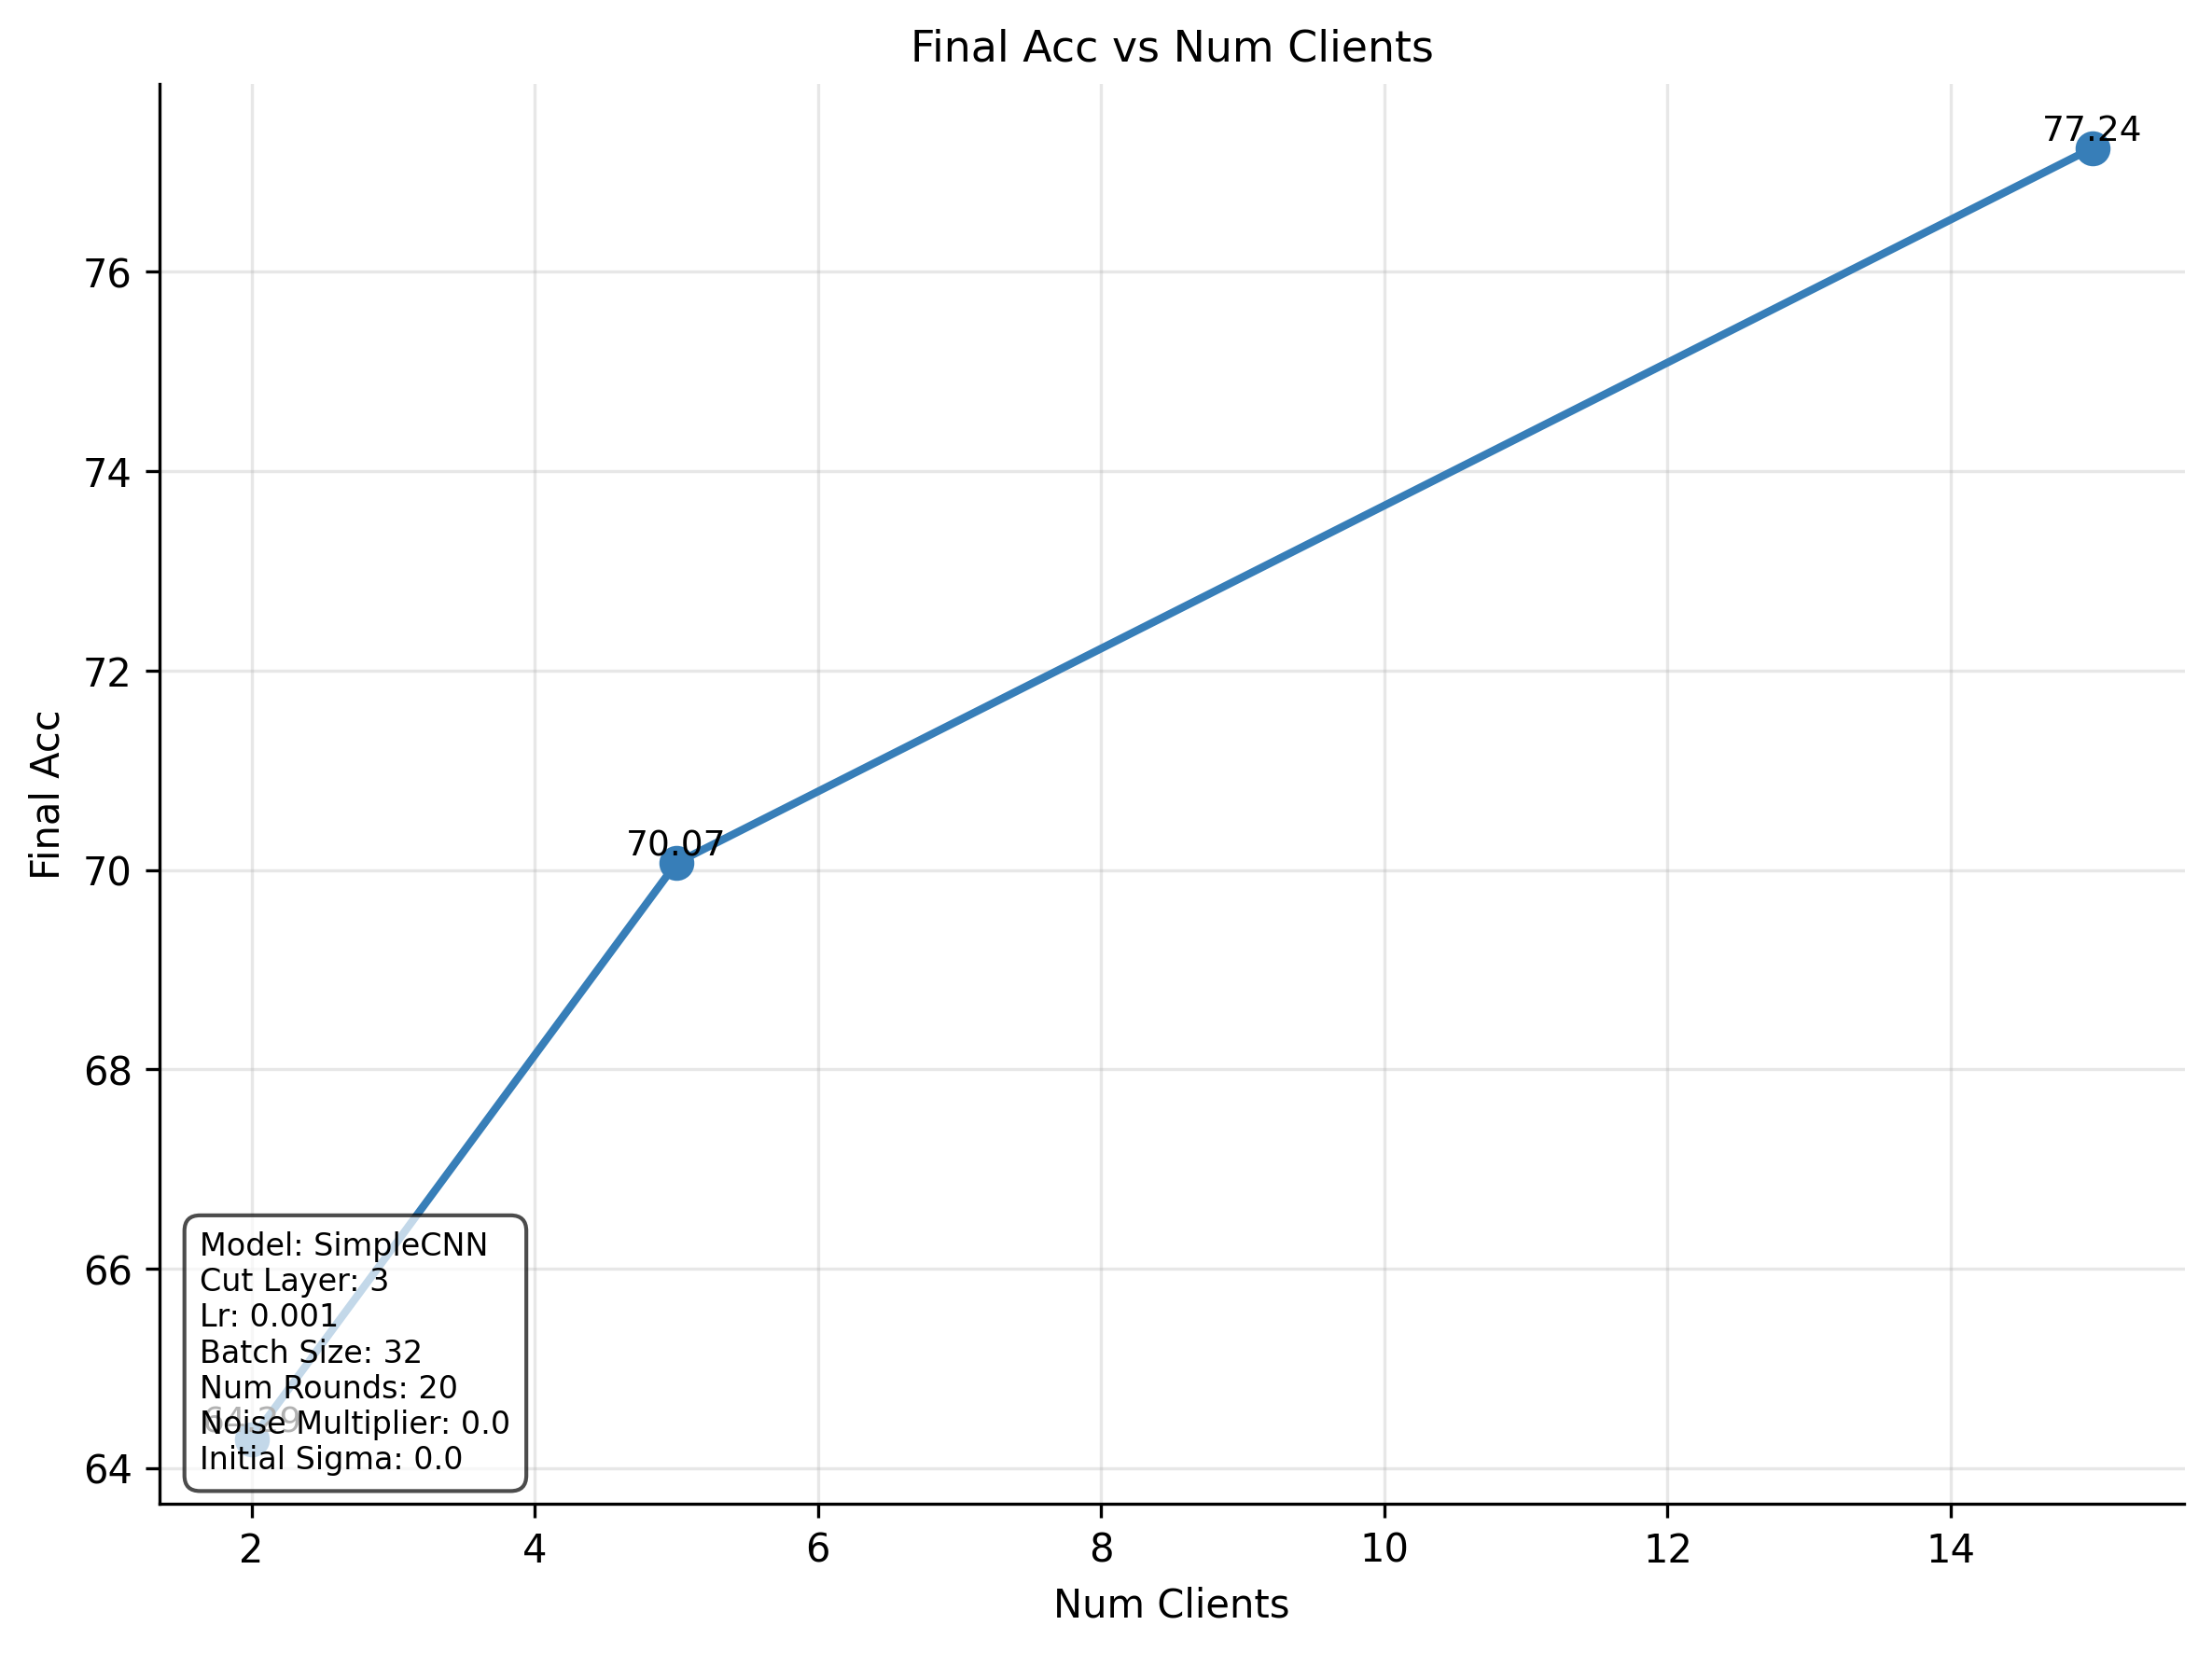 Final Acc vs Num Clients
77.24
76
74
72
70.07
70
68
66
64
Final Acc
Model: SimpleCNN
Cut Layer: 3
Lr: 0.001
Batch Size: 32
Num Rounds: 20
64.29
Noise Multiplier: 0.0
Initial Sigma: 0.0
2 4 6 8 10 12 14
Num Clients